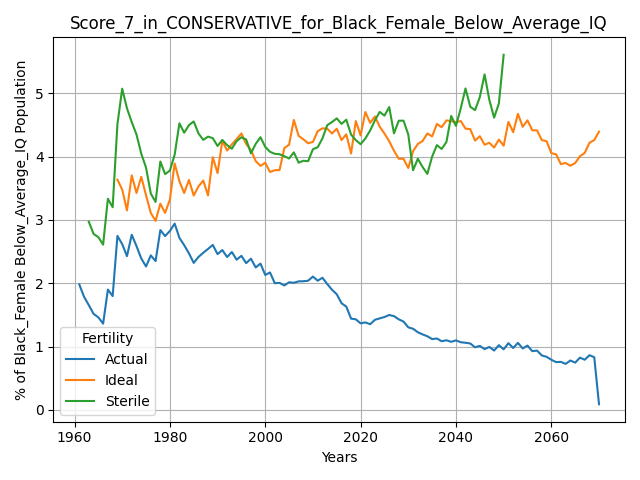 Score_7_in_CONSERVATIVE_for_Black_Female_Below_Average_IQ
% of Black_Female Below_Average_IQ Population
5
4
3
2
1
0
Fertility
Actual
Ideal
Sterile
1960 1980 2000 2020 2040 2060
Years